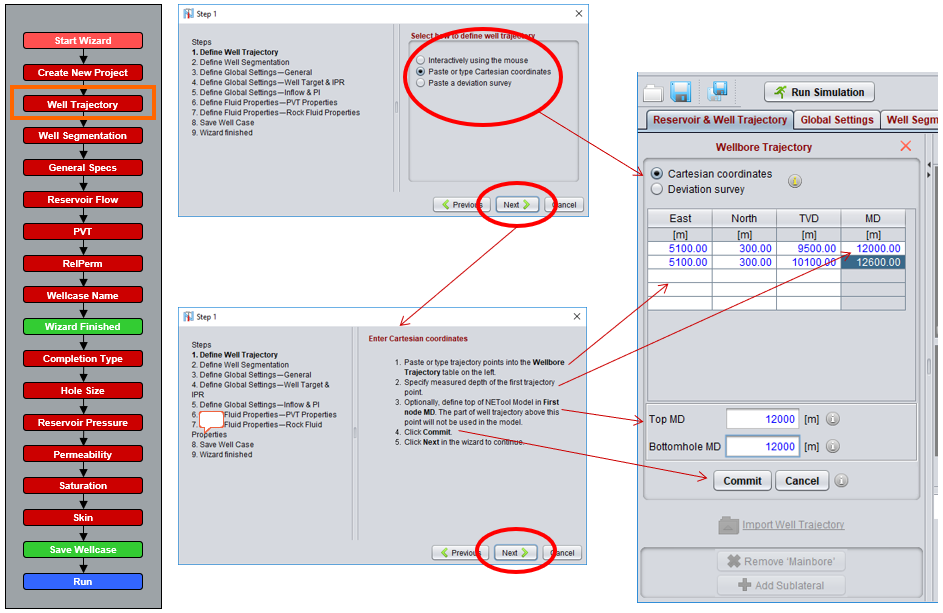 Start Wizard
Create New Project
Well Trajectory
Well Segmentation
General Specs
Reservoir Flow
PVT
RelPerm
Wellcase Name
Wizard Finished
Completion Type
Hole Size
Reservoir Pressure
Permeability
Saturation
Skin
Save Wellcase
Run
Step 1
Steps
1. Define Well Trajectory
2. Define Well Segmentation
3. Define Global Settings—General
4. Define Global Settings—Well Target & IPR
5. Define Global Settings—Inflow & PI
6. Define Fluid Properties—PVT Properties
7. Define Fluid Properties—Rock Fluid Properties
8. Save Well Case
9. Wizard finished
Select how to define well trajectory
Interactively using the mouse
Paste or type Cartesian coordinates
Paste a deviation survey
Previous
Next
Cancel
Step 1
Steps
1. Define Well Trajectory
2. Define Well Segmentation
3. Define Global Settings—General
4. Define Global Settings—Well Target &
IPR
5. Define Global Settings—Inflow & PI
6. Fluid Properties—PVT Properties
7. Fluid Properties—Rock Fluid
Properties
8. Save Well Case
9. Wizard finished
Enter Cartesian coordinates
1. Paste or type trajectory points into the Wellbore
Trajectory table on the left.
2. Specify measured depth of the first trajectory
point.
3. Optionally, define top of NETool Model in First
node MD. The part of well trajectory above this
point will not be used in the model.
4. Click Commit.
5. Click Next in the wizard to continue.
Previous
Next
Cancel
Run Simulation
Reservoir & Well Trajectory
Global Settings
Well Segm
Wellbore Trajectory
Cartesian coordinates
Deviation survey
East North TVD MD
[m] [m] [m] [m]
5100.00 300.00 9500.00 12000.00
5100.00 300.00 10100.00 12600.00
Top MD 12000 [m]
Bottomhole MD 12000 [m]
Commit
Cancel
Import Well Trajectory
Remove 'Mainbore'
Add Sublateral